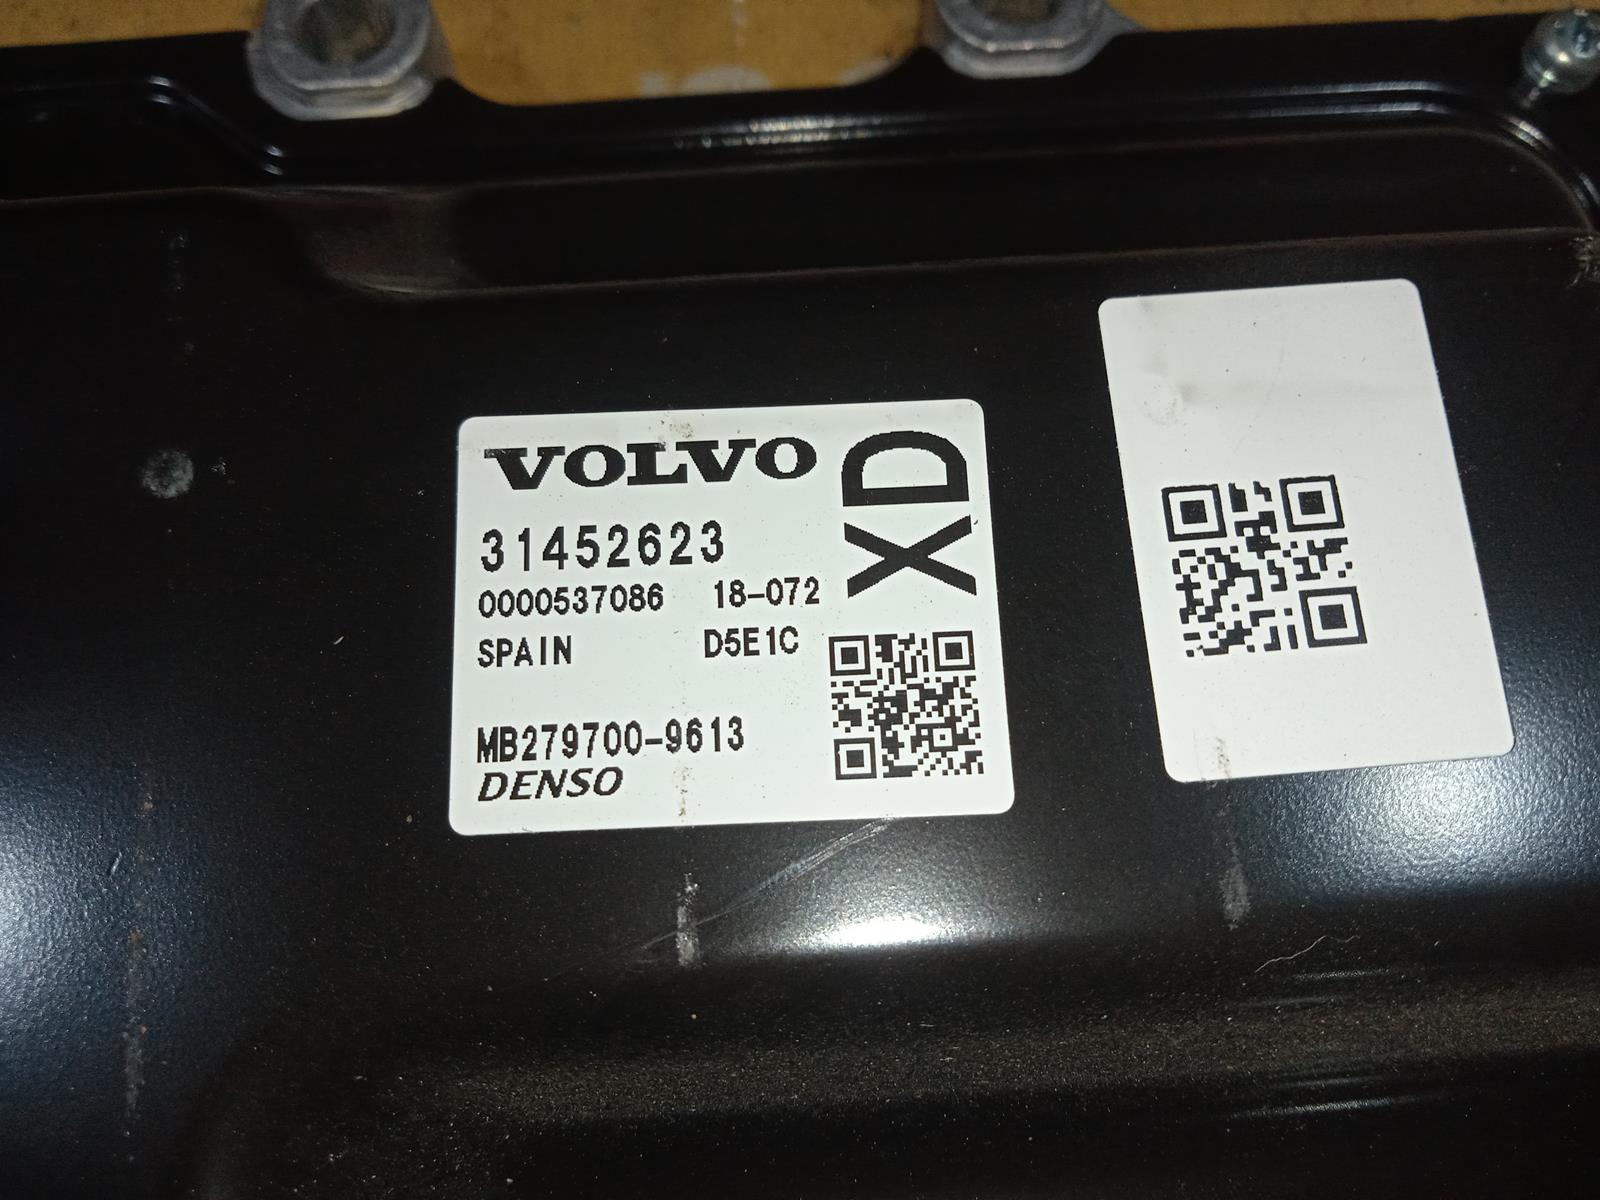 VOLVO
XD
31452623
0000537086 18-072
SPAIN D5E1C
MB279700-9613
DENSO